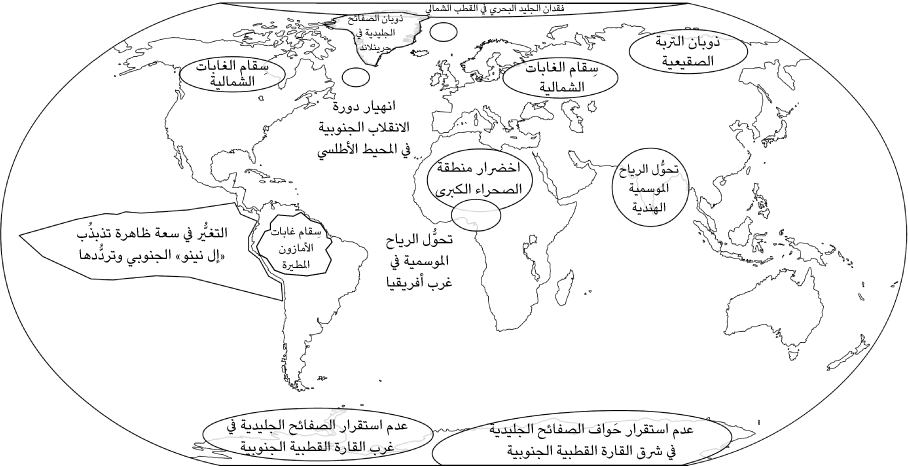 فقدان الجليد البحري في القطب الشمالي
ذوبان الصفائح
الجليدية في
جرينلاند
ذوبان التربة
الصقيعية
سِقام الغابات
الشمالية
سِقام الغابات
الشمالية
انهيار دورة
الانقلاب الجنوبية
في المحيط الأطلسي
اخضرار منطقة
الصحراء الكبرى
تحوُّل الرياح
الموسمية
الهندية
تحوُّل الرياح
الموسمية في
غرب أفريقيا
سِقام غابات
الأمازون
المطيرة
التغيُّر في سعة ظاهرة تذبذُب
«إل نينو» الجنوبي وتردُّدها
عدم استقرار حَواف الصفائح الجليدية
في شرق القارة القطبية الجنوبية
عدم استقرار الصفائح الجليدية في
غرب القارة القطبية الجنوبية